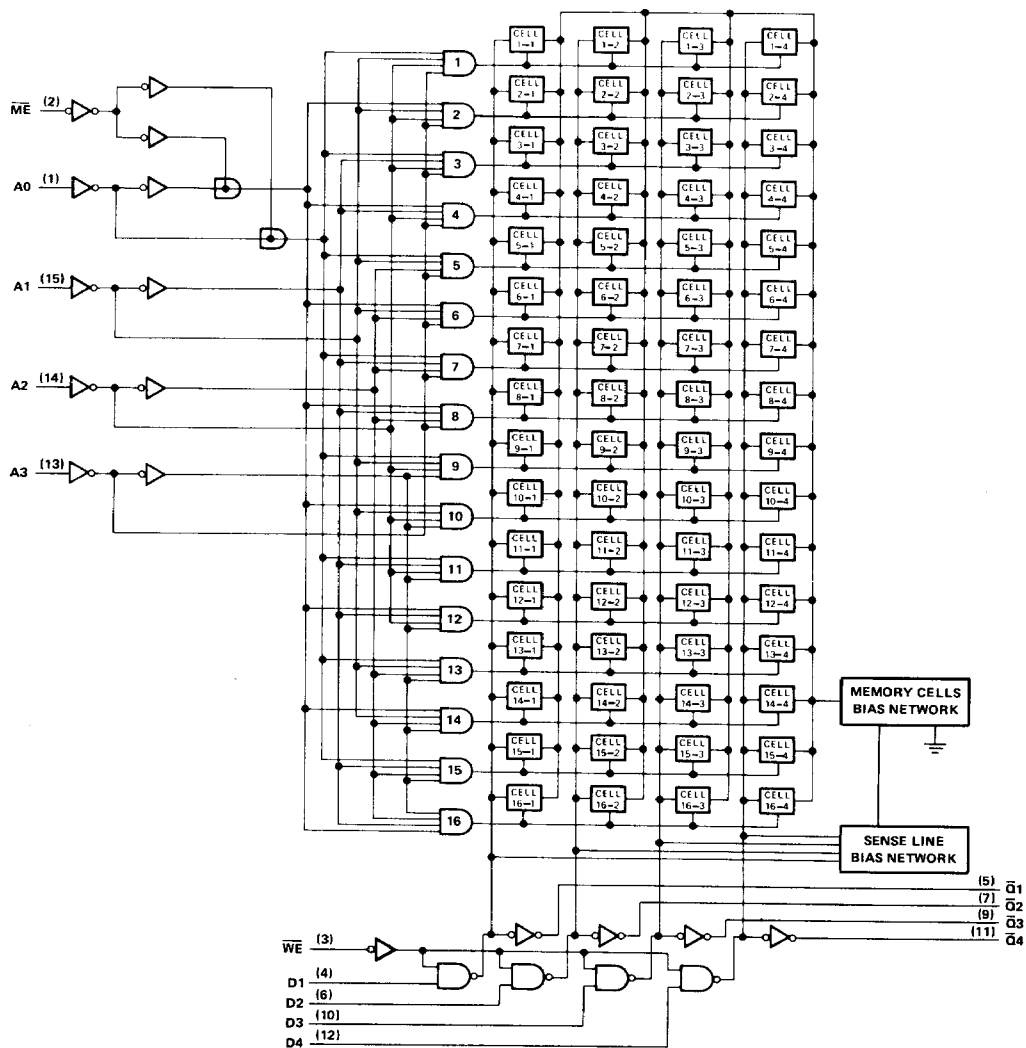 CELL 1-1
CELL 1-2
CELL 1-3
CELL 1-4
1
CELL 2-1
CELL 2-2
CELL 2-3
CELL 2-4
2
M̅E̅ (2)
CELL 3-1
CELL 3-2
CELL 3-3
CELL 3-4
3
A0 (1)
CELL 4-1
CELL 4-2
CELL 4-3
CELL 4-4
4
CELL 5-1
CELL 5-2
CELL 5-3
CELL 5-4
5
A1 (15)
CELL 6-1
CELL 6-2
CELL 6-3
CELL 6-4
6
CELL 7-1
CELL 7-2
CELL 7-3
CELL 7-4
7
A2 (14)
CELL 8-1
CELL 8-2
CELL 8-3
CELL 8-4
8
CELL 9-1
CELL 9-2
CELL 9-3
CELL 9-4
9
A3 (13)
CELL 10-1
CELL 10-2
CELL 10-3
CELL 10-4
10
CELL 11-1
CELL 11-2
CELL 11-3
CELL 11-4
11
CELL 12-1
CELL 12-2
CELL 12-3
CELL 12-4
12
CELL 13-1
CELL 13-2
CELL 13-3
CELL 13-4
13
CELL 14-1
CELL 14-2
CELL 14-3
CELL 14-4
14
MEMORY CELLS
BIAS NETWORK
CELL 15-1
CELL 15-2
CELL 15-3
CELL 15-4
15
CELL 16-1
CELL 16-2
CELL 16-3
CELL 16-4
16
SENSE LINE
BIAS NETWORK
(5) Q̅1
(7) Q̅2
(9) Q̅3
(11) Q̅4
W̅E̅ (3)
D1 (4)
D2 (6)
D3 (10)
D4 (12)